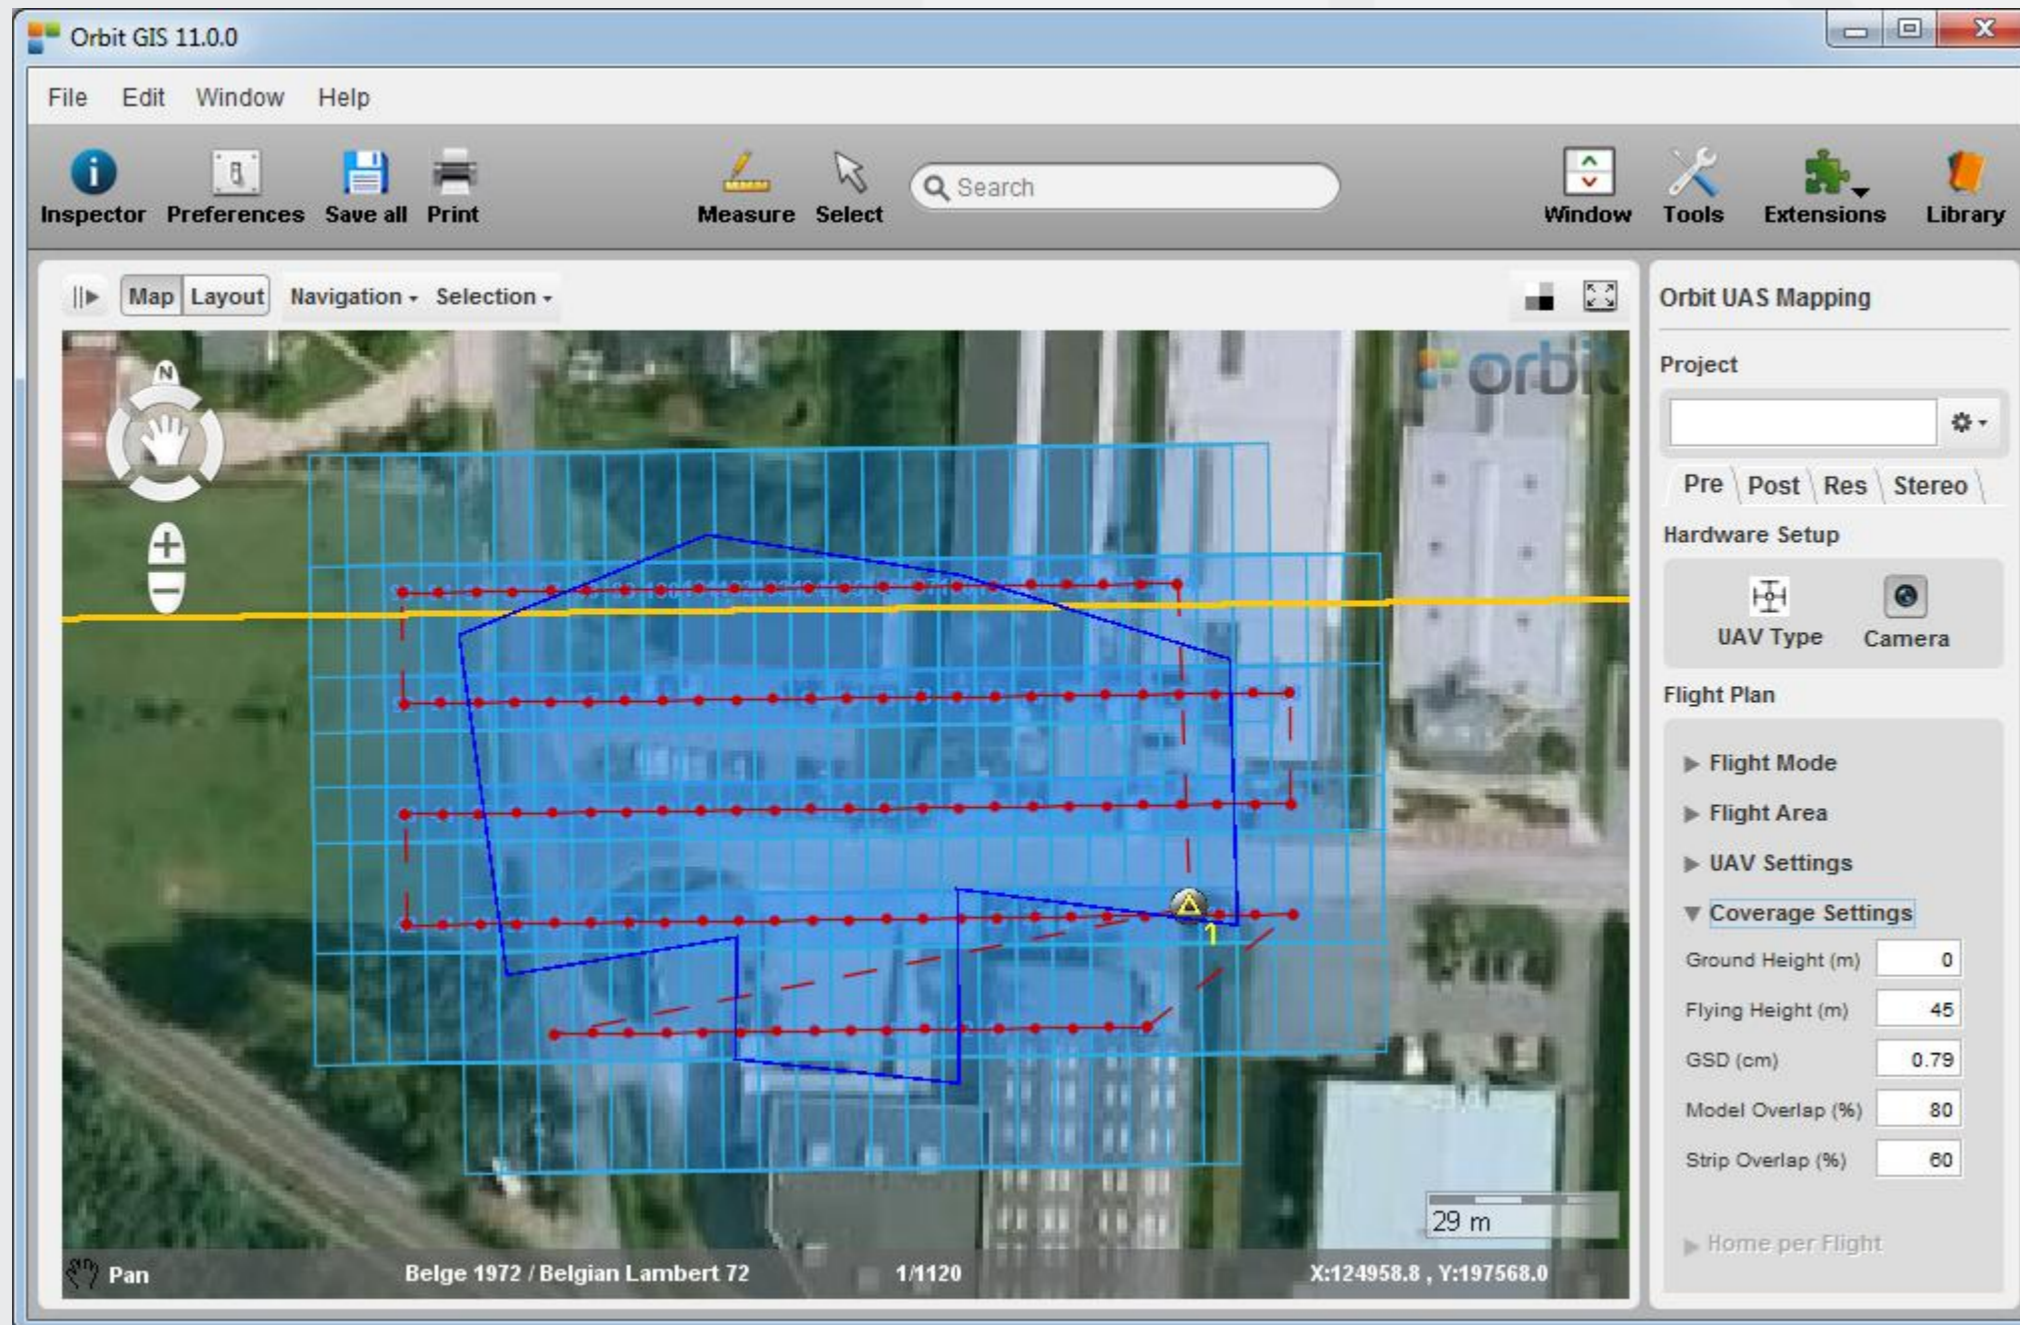 Orbit GIS 11.0.0
File Edit Window Help
Inspector Preferences Save all Print Measure Select Search Window Tools Extensions Library
Map Layout Navigation Selection
N
orbit
1
29 m
Pan Belge 1972 / Belgian Lambert 72 1/1120 X:124958.8 , Y:197568.0
Orbit UAS Mapping
Project
Pre Post Res Stereo
Hardware Setup
UAV Type Camera
Flight Plan
Flight Mode
Flight Area
UAV Settings
Coverage Settings
Ground Height (m) 0
Flying Height (m) 45
GSD (cm) 0.79
Model Overlap (%) 80
Strip Overlap (%) 60
Home per Flight